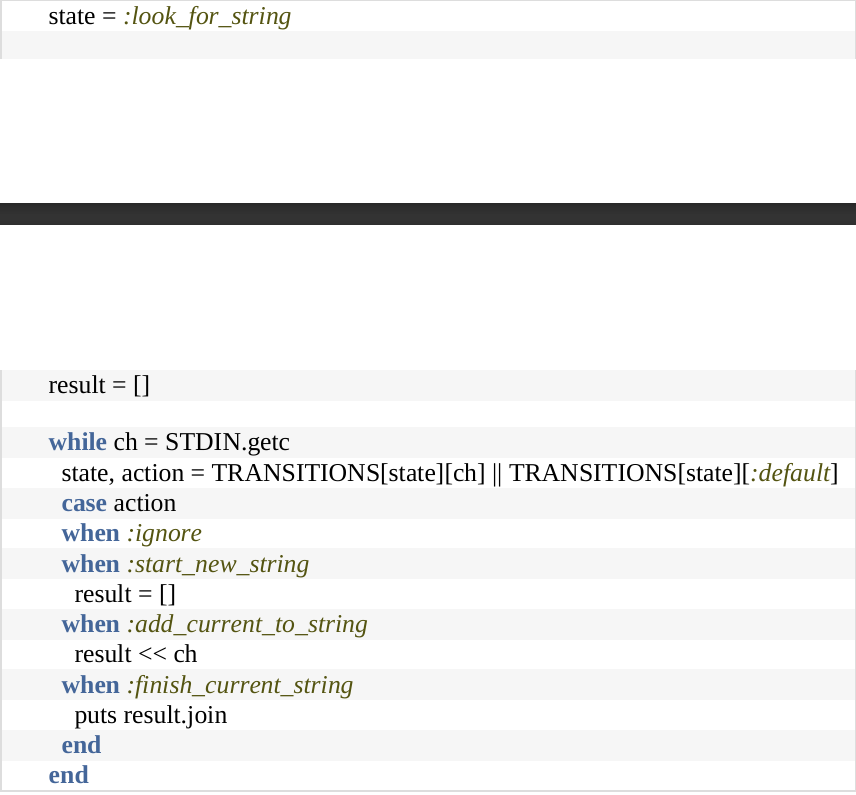 state = :look_for_string
result = []
while ch = STDIN.getc
state, action = TRANSITIONS[state][ch] || TRANSITIONS[state][:default]
case action
when :ignore
when :start_new_string
result = []
when :add_current_to_string
result << ch
when :finish_current_string
puts result.join
end
end